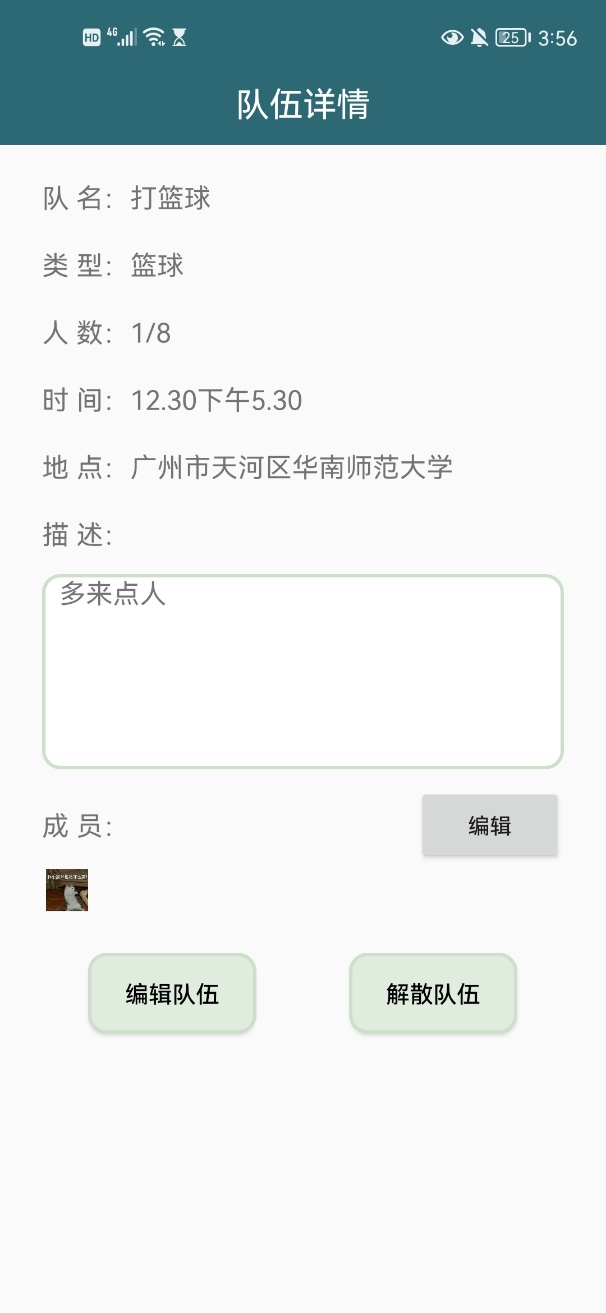 HD 4G 25 3:56
队伍详情
队 名：打篮球
类 型：篮球
人 数：1/8
时 间：12.30下午5.30
地 点：广州市天河区华南师范大学
描 述：
多来点人
成 员：
编辑
编辑队伍 解散队伍